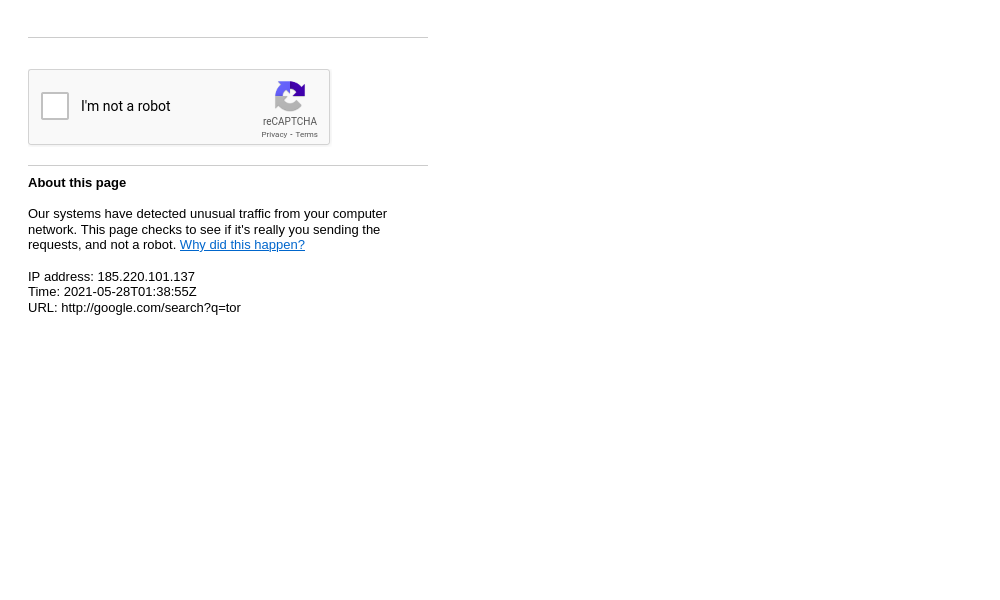 I'm not a robot
reCAPTCHA
Privacy - Terms
About this page
Our systems have detected unusual traffic from your computer
network. This page checks to see if it's really you sending the
requests, and not a robot. Why did this happen?
IP address: 185.220.101.137
Time: 2021-05-28T01:38:55Z
URL: http://google.com/search?q=tor